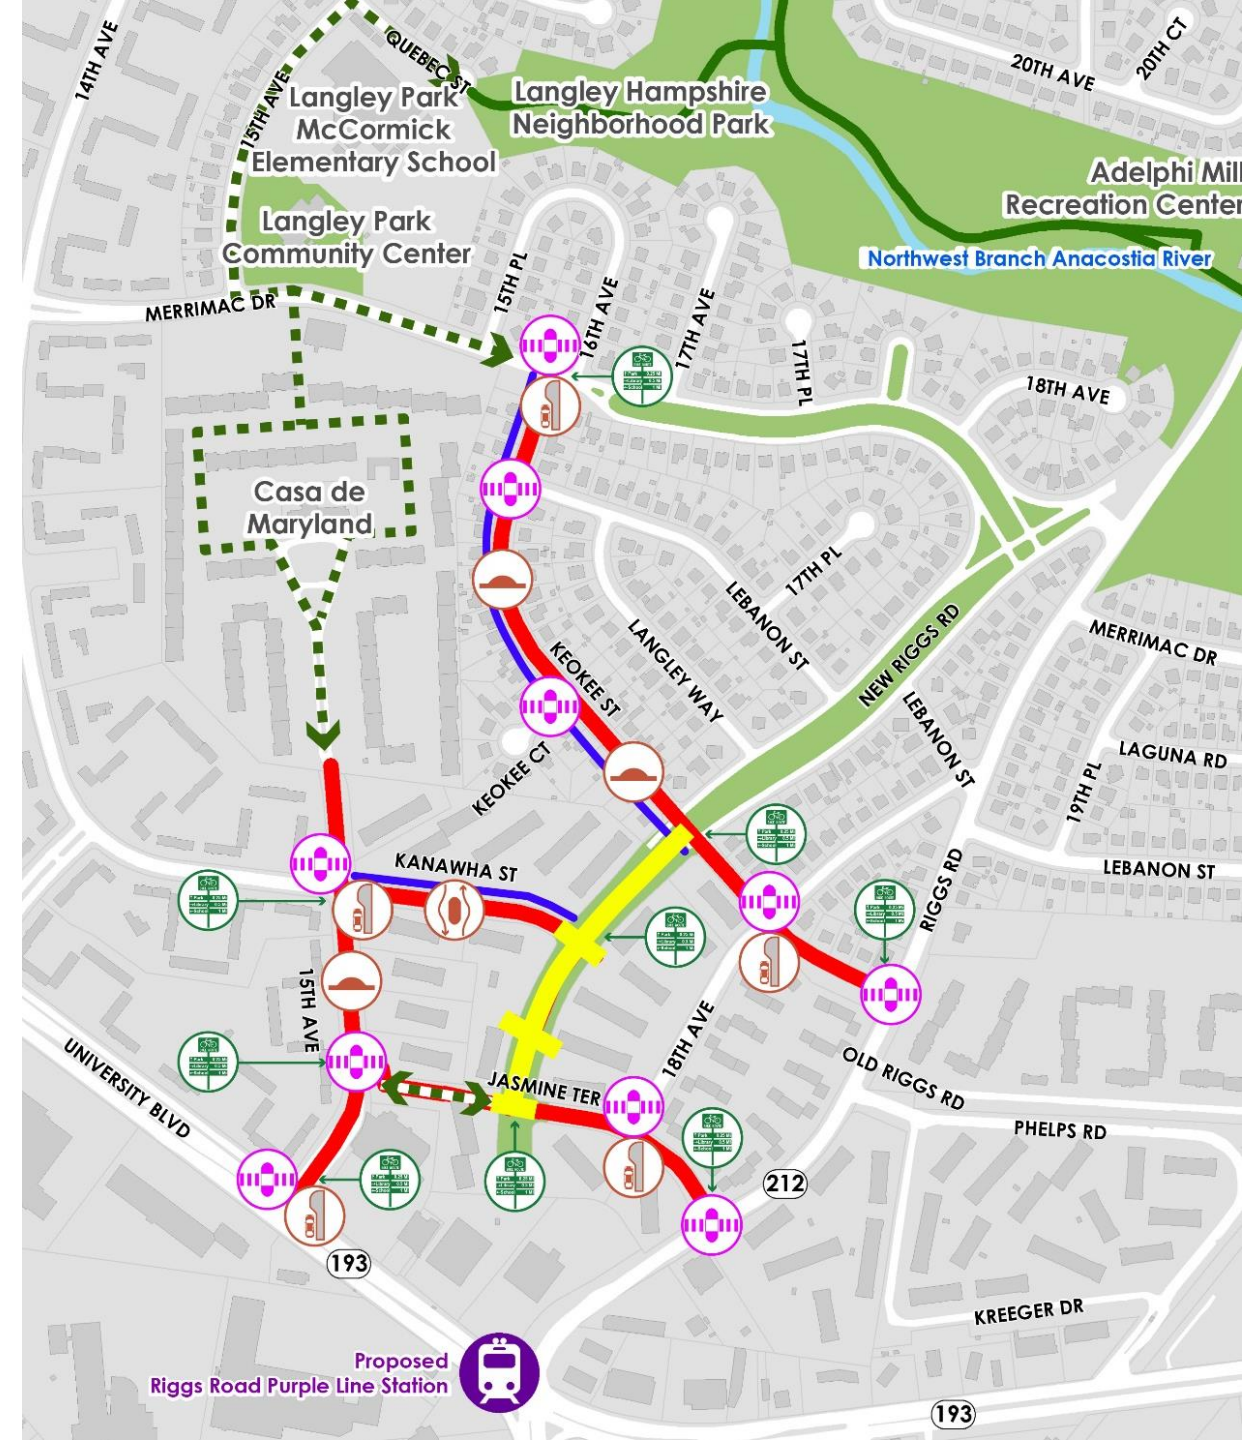 14TH AVE
QUEBEC ST
15TH AVE
Langley Park
McCormick
Elementary School
Langley Hampshire
Neighborhood Park
20TH AVE
20TH CT
Adelphi Mill
Recreation Center
Northwest Branch Anacostia River
Langley Park
Community Center
MERRIMAC DR
15TH PL
16TH AVE
17TH AVE
17TH PL
18TH AVE
Casa de
Maryland
17TH PL
LEBANON ST
LANGLEY WAY
KEOKEE ST
NEW RIGGS RD
MERRIMAC DR
LEBANON ST
LAGUNA RD
19TH PL
KEOKEE CT
KANAWHA ST
RIGGS RD
LEBANON ST
15TH AVE
18TH AVE
UNIVERSITY BLVD
JASMINE TER
OLD RIGGS RD
PHELPS RD
212
193
KREEGER DR
Proposed
Riggs Road Purple Line Station
193